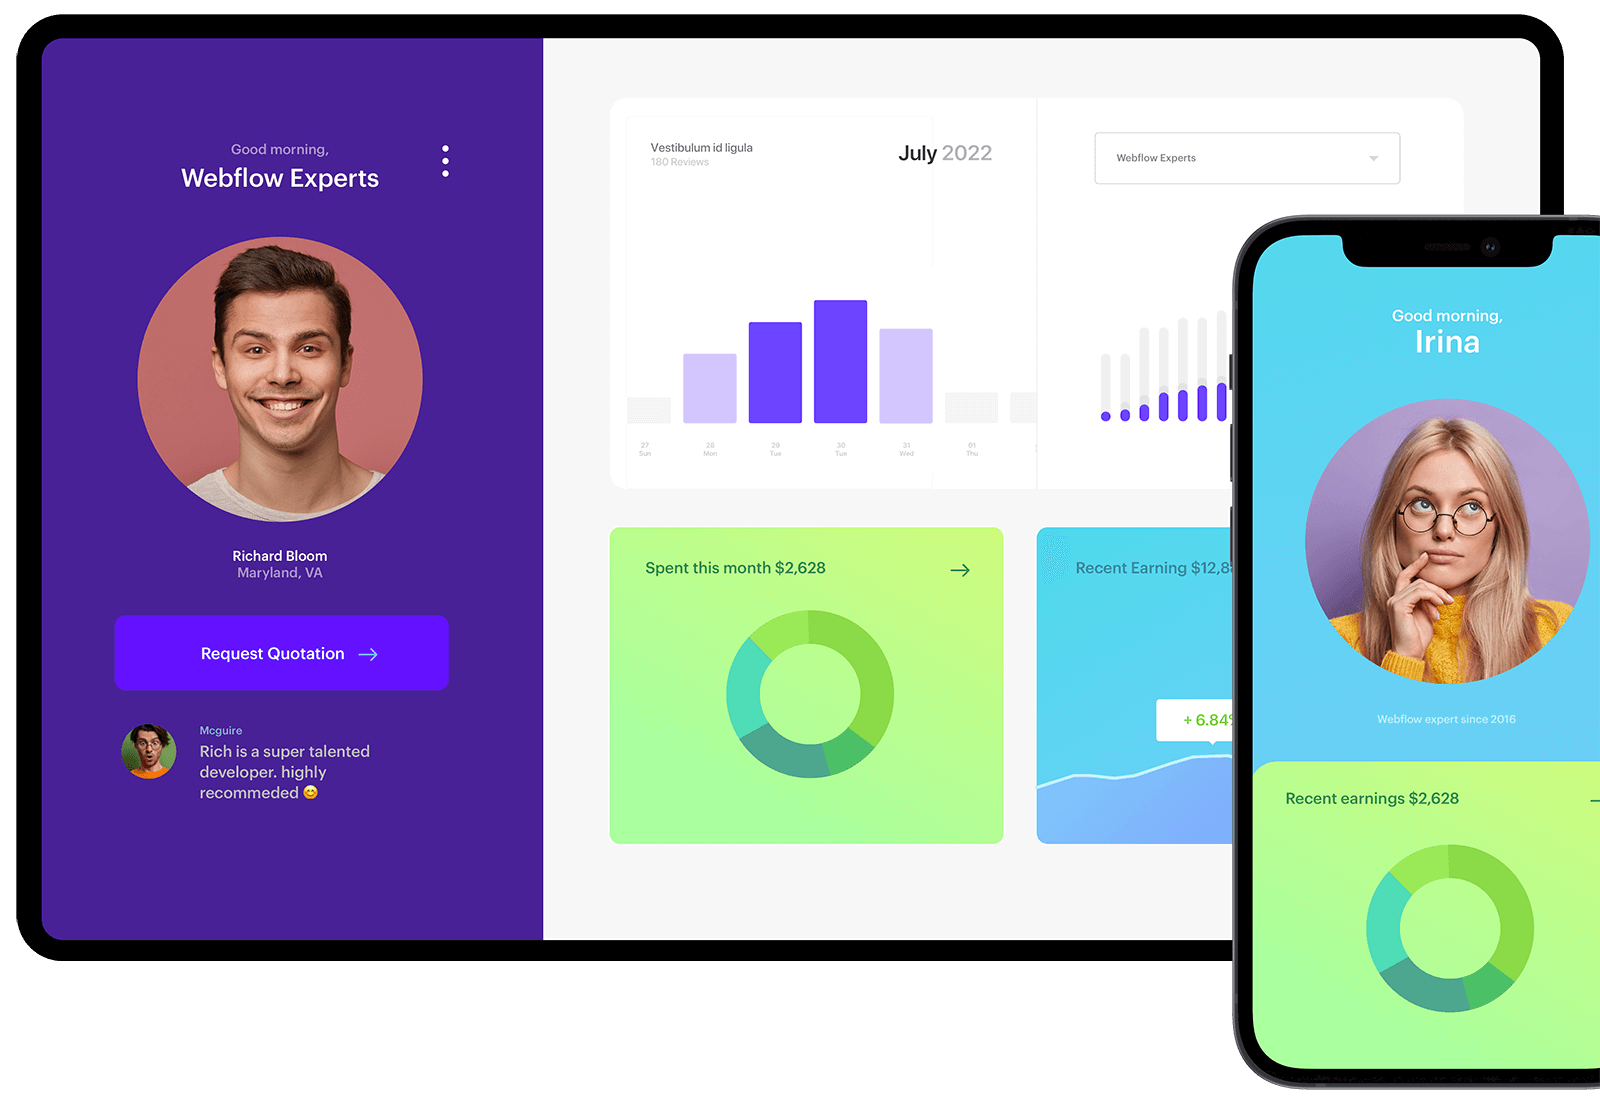 Good morning,
Webflow Experts
Richard Bloom
Maryland, VA
Request Quotation
Mcguire
Rich is a super talented
developer. highly
recommeded 😊
Vestibulum id ligula
180 Reviews
July 2022
27 28 29 30 31 01
Sun Mon Tue Tue Wed Thu
Webflow Experts
Spent this month $2,628
Recent Earning $12,8
+ 6.84%
Good morning,
Irina
Webflow expert since 2016
Recent earnings $2,628